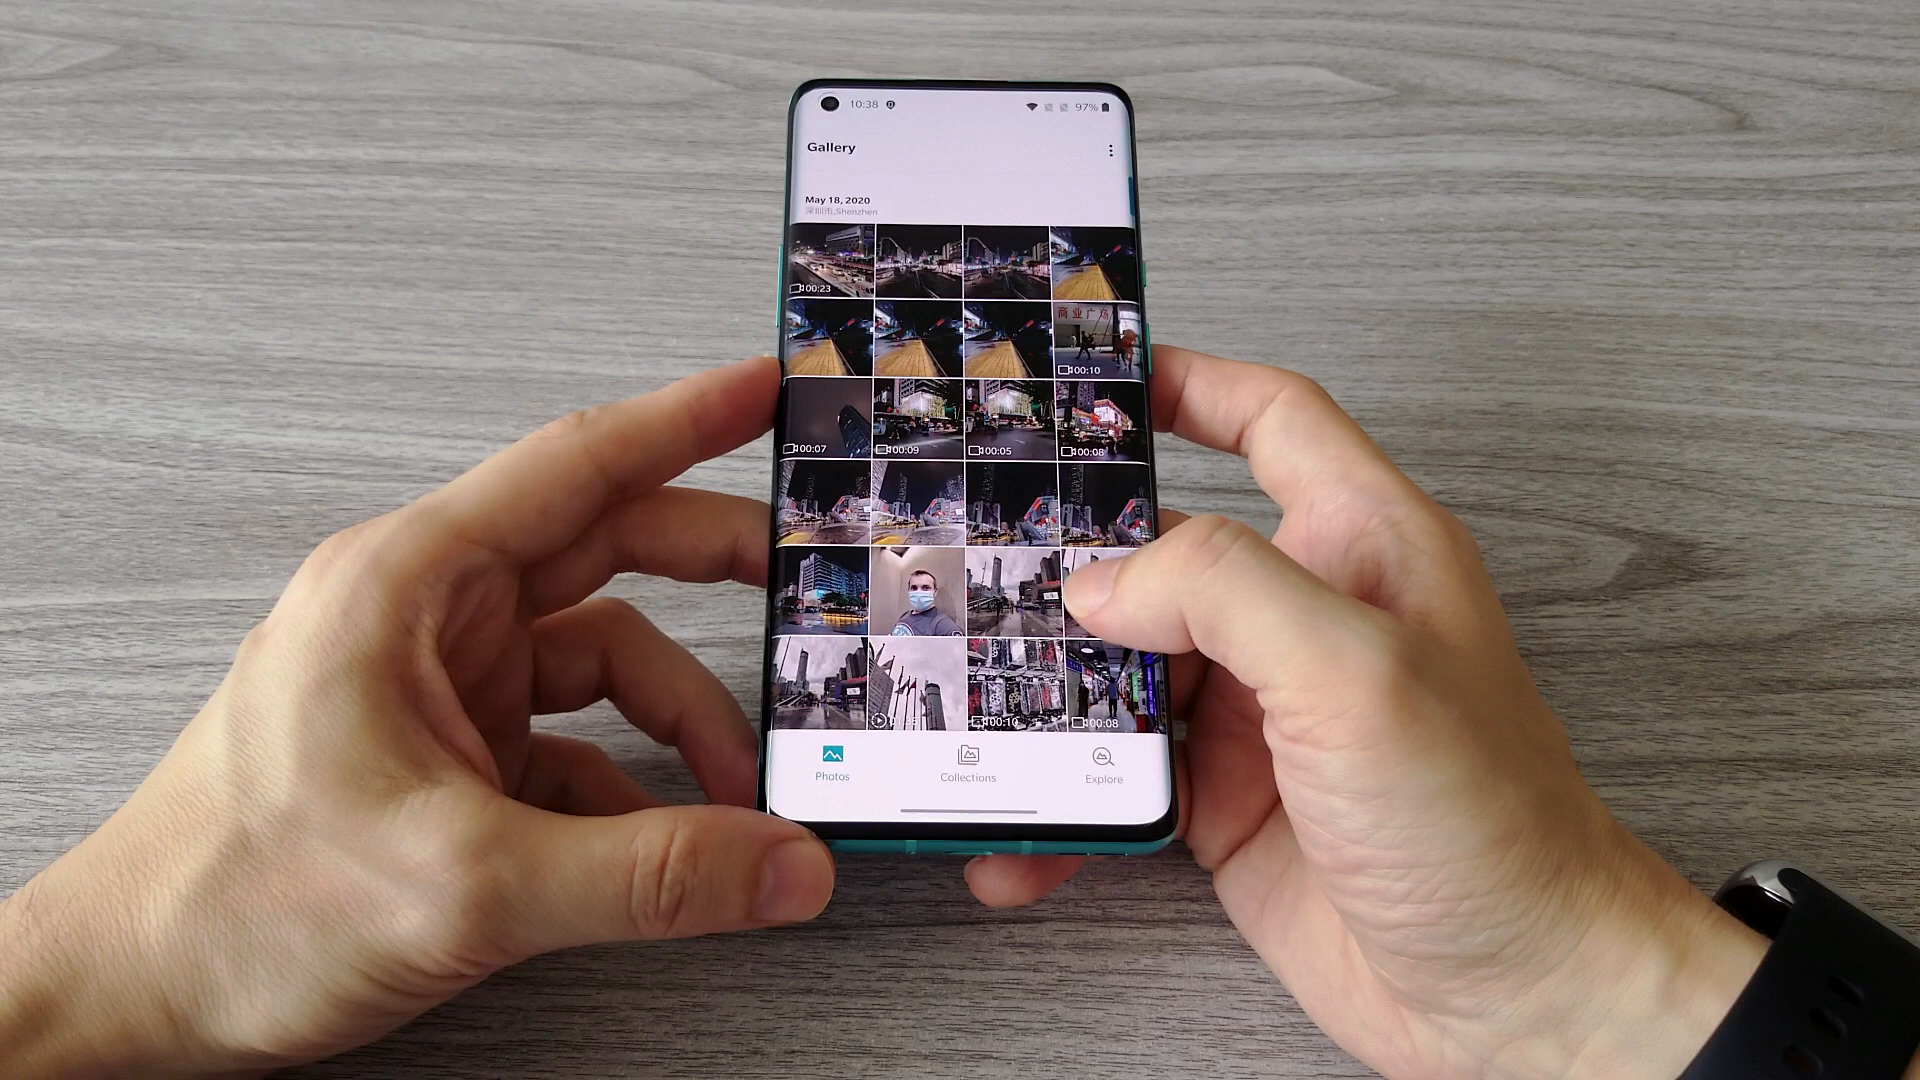 10:38 97%
Gallery
May 18, 2020
深圳市,Shenzhen
00:23
商业广场
00:10
00:07 00:09 00:05 00:08
00:10 00:08
Photos Collections Explore